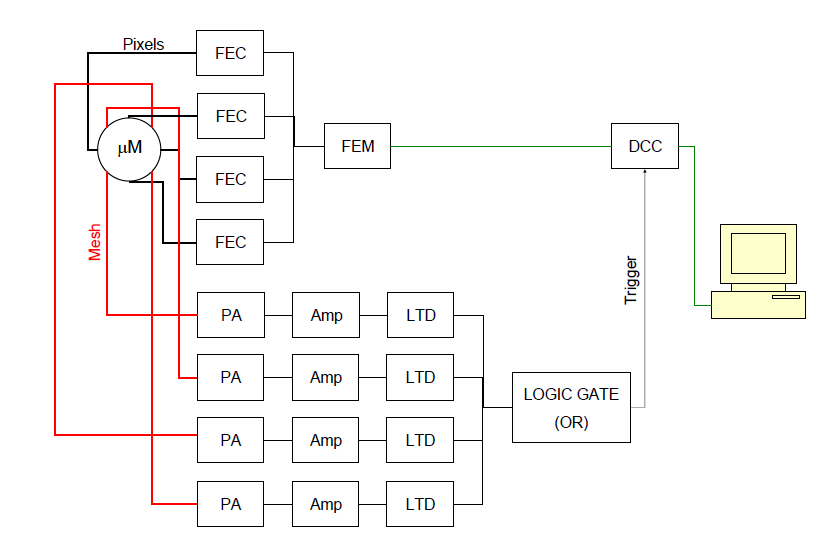 Pixels
FEC
FEC
FEC
FEC
μM
FEM
DCC
Mesh
Trigger
PA
Amp
LTD
PA
Amp
LTD
PA
Amp
LTD
PA
Amp
LTD
LOGIC GATE
(OR)